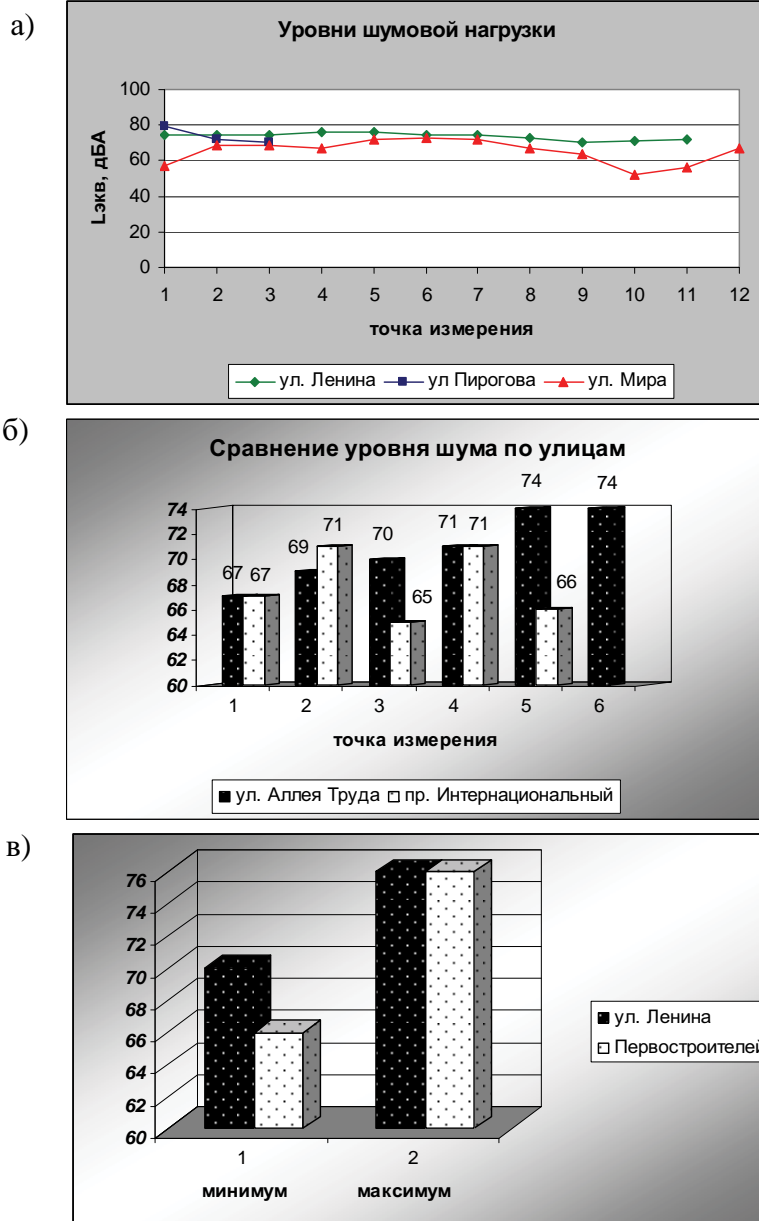 а)
Уровни шумовой нагрузки
Lэкв, дБА
100
80
60
40
20
0
1 2 3 4 5 6 7 8 9 10 11 12
точка измерения
ул. Ленина ул Пирогова ул. Мира
б)
Сравнение уровня шума по улицам
74
72
70
68
66
64
62
60
67 67 69 71 70 65 71 71 74 66 74
1 2 3 4 5 6
точка измерения
ул. Аллея Труда пр. Интернациональный
в)
76
74
72
70
68
66
64
62
60
1 2
минимум максимум
ул. Ленина
Первостроителей